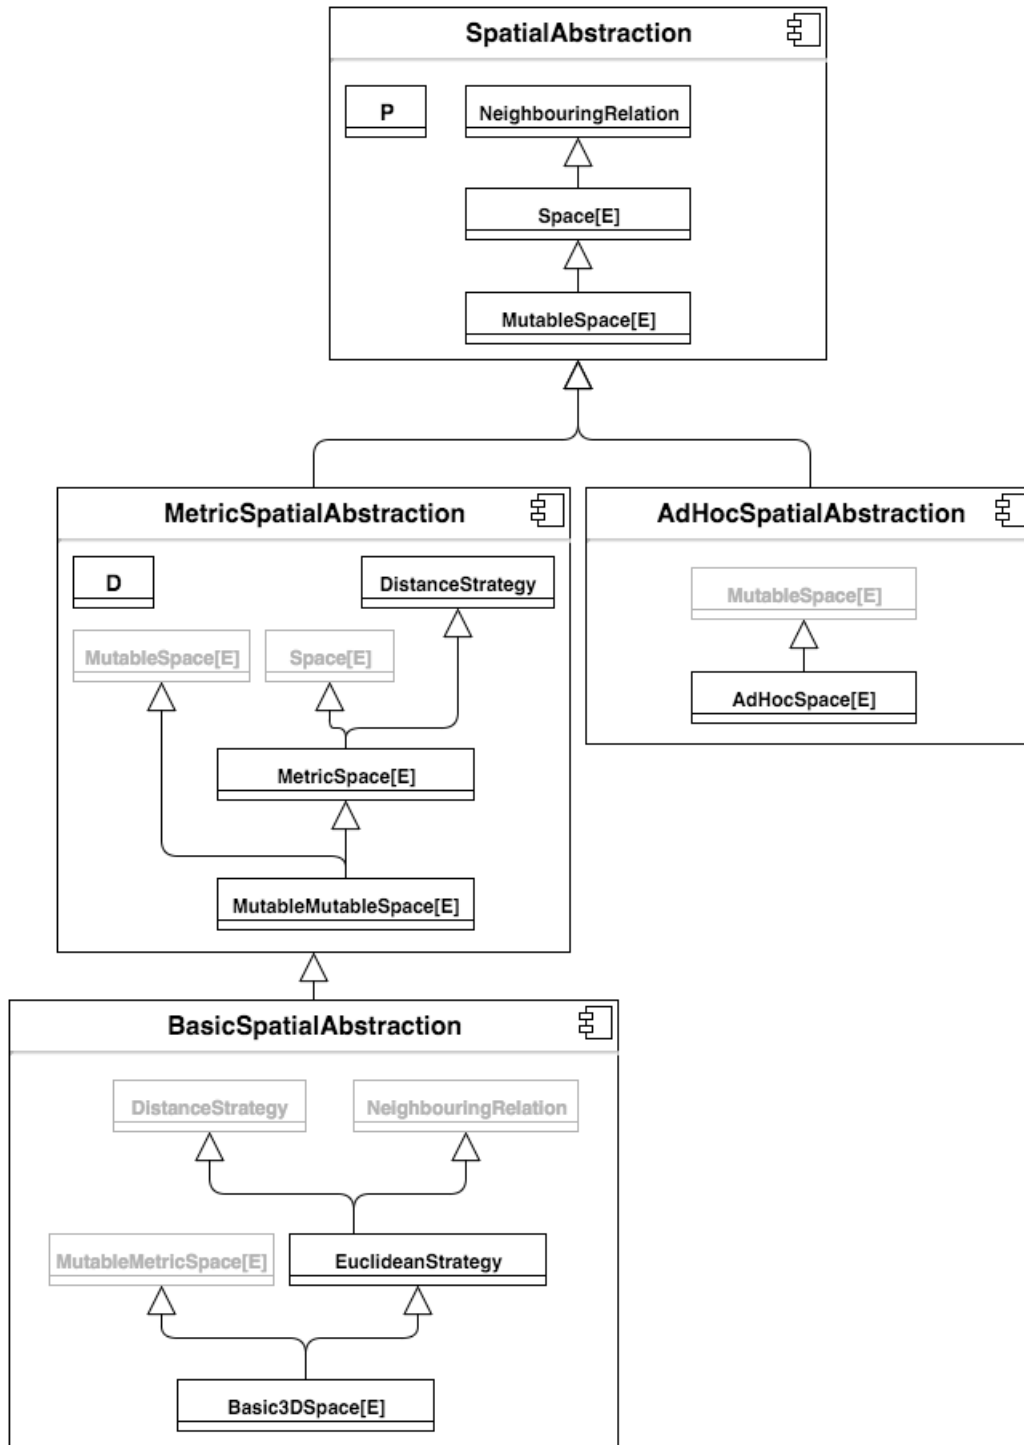 SpatialAbstraction
P
NeighbouringRelation
Space[E]
MutableSpace[E]
MetricSpatialAbstraction
D
DistanceStrategy
MutableSpace[E]
Space[E]
MetricSpace[E]
MutableMutableSpace[E]
AdHocSpatialAbstraction
MutableSpace[E]
AdHocSpace[E]
BasicSpatialAbstraction
DistanceStrategy
NeighbouringRelation
MutableMetricSpace[E]
EuclideanStrategy
Basic3DSpace[E]